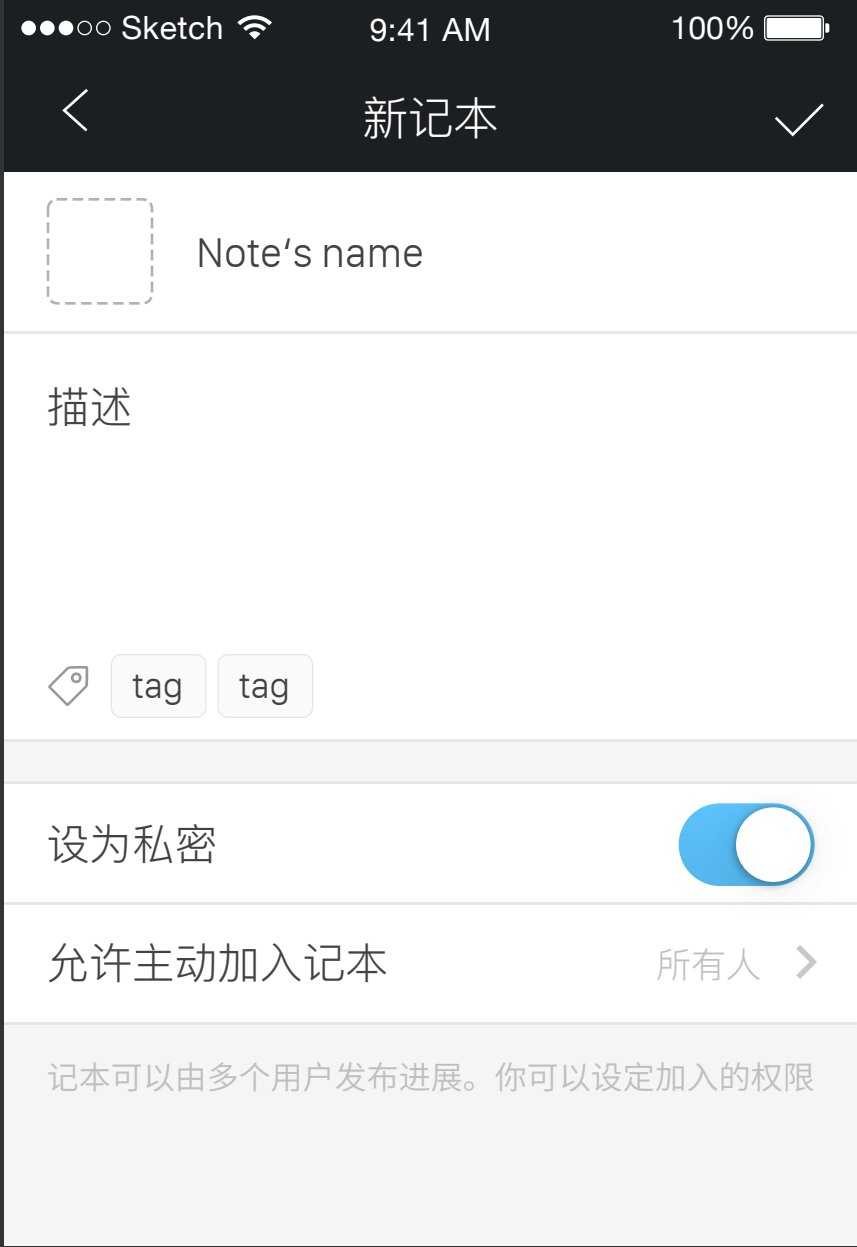 Sketch 9:41 AM 100%
新记本
Note‘s name
描述
tag tag
设为私密
允许主动加入记本 所有人
记本可以由多个用户发布进展。你可以设定加入的权限